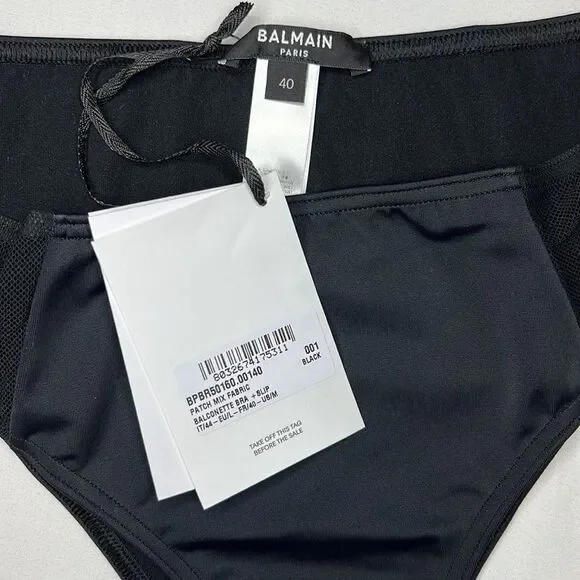 BALMAIN
PARIS
40
8032674175311
BPBR50160.00140
001
PATCH MIX FABRIC
BLACK
BALCONETTE BRA +SLIP
IT/44-EU/L-FR/40-US/M
TAKE OFF THIS TAG
BEFORE THE SALE